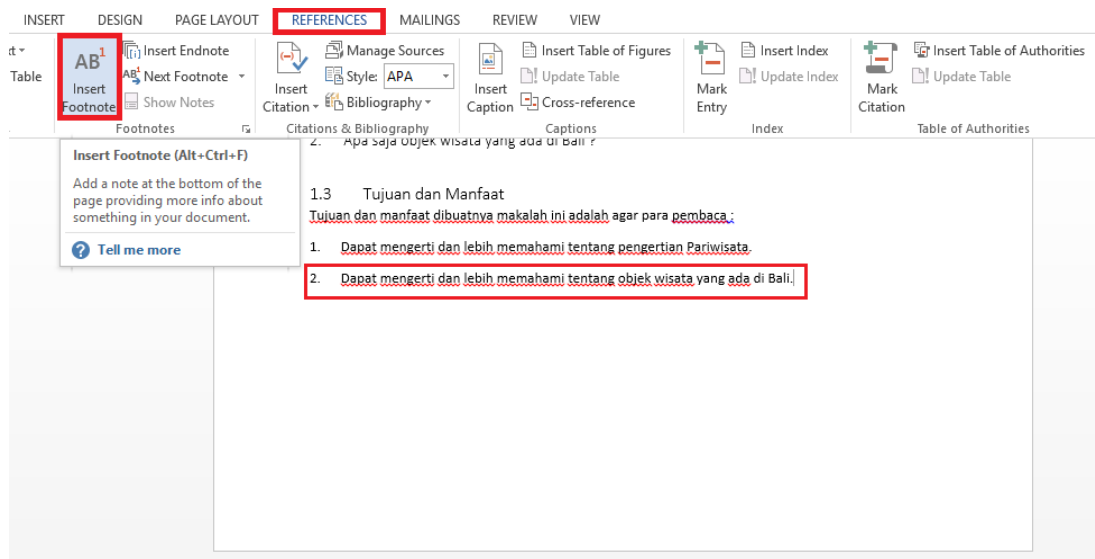 INSERT DESIGN PAGE LAYOUT REFERENCES MAILINGS REVIEW VIEW
Table
AB1
Insert
Footnote
Insert Endnote
AB1 Next Footnote
Show Notes
Footnotes
Insert
Citation
Manage Sources
Style: APA
Bibliography
Citations & Bibliography
Insert
Caption
Insert Table of Figures
Update Table
Cross-reference
Captions
Mark
Entry
Insert Index
Update Index
Index
Mark
Citation
Insert Table of Authorities
Update Table
Table of Authorities
Insert Footnote (Alt+Ctrl+F)
Add a note at the bottom of the
page providing more info about
something in your document.
Tell me more
2. Apa saja objek wisata yang ada di Bali ?
1.3 Tujuan dan Manfaat
Tujuan dan manfaat dibuatnya makalah ini adalah agar para pembaca :
1. Dapat mengerti dan lebih memahami tentang pengertian Pariwisata.
2. Dapat mengerti dan lebih memahami tentang objek wisata yang ada di Bali.